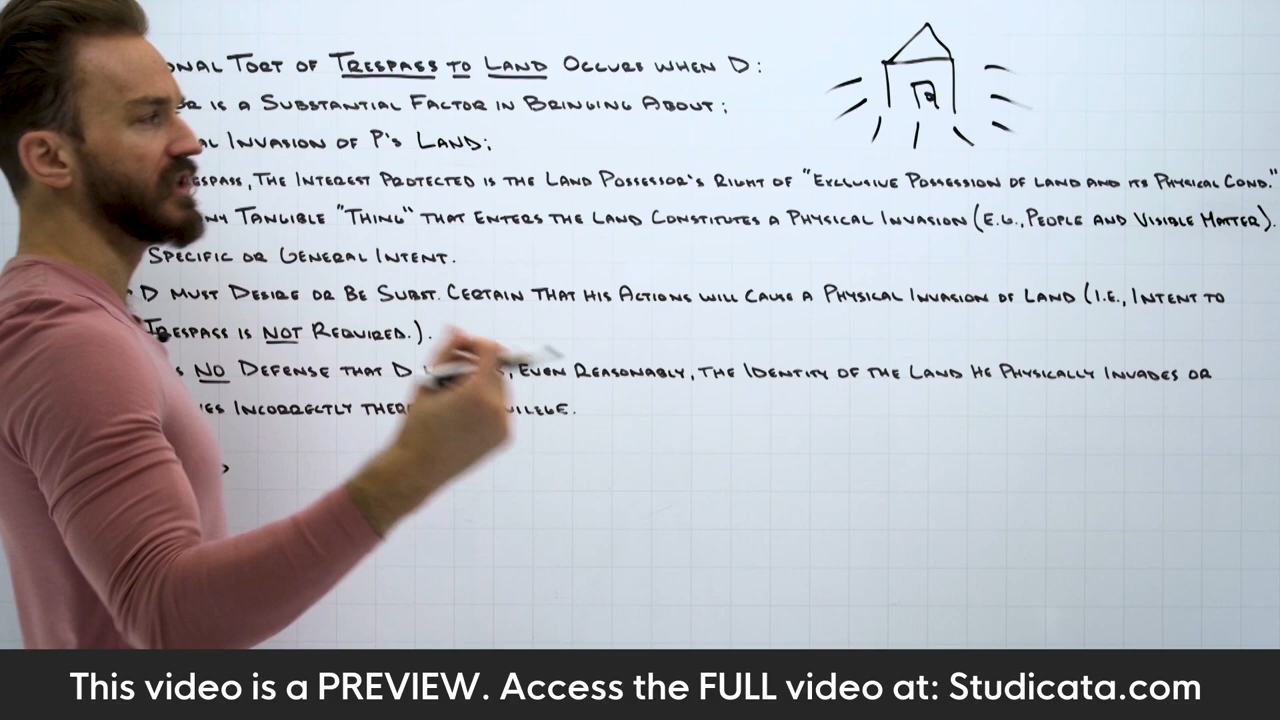 TORT OF TRESPASS TO LAND OCCURS WHEN D:
IS A SUBSTANTIAL FACTOR IN BRINGING ABOUT;
INVASION OF P'S LAND;
THE INTEREST PROTECTED IS THE LAND POSSESSOR'S RIGHT OF "EXCLUSIVE POSSESSION OF LAND AND ITS PHYSICAL COND."
TANGIBLE "THING" THAT ENTERS THE LAND CONSTITUTES A PHYSICAL INVASION (E.G., PEOPLE AND VISIBLE MATTER).
SPECIFIC OR GENERAL INTENT.
D MUST DESIRE OR BE SUBST. CERTAIN THAT HIS ACTIONS WILL CAUSE A PHYSICAL INVASION OF LAND (I.E., INTENT TO
TRESPASS IS NOT REQUIRED.).
NO DEFENSE THAT D , EVEN REASONABLY, THE IDENTITY OF THE LAND HE PHYSICALLY INVADES OR
INCORRECTLY
This video is a PREVIEW. Access the FULL video at: Studicata.com